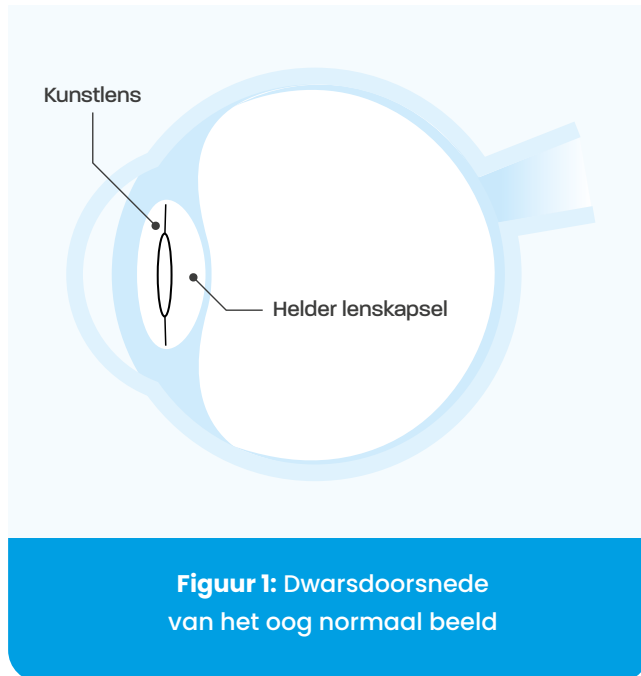 Kunstlens
Helder lenskapsel
Figuur 1: Dwarsdoorsnede
van het oog normaal beeld